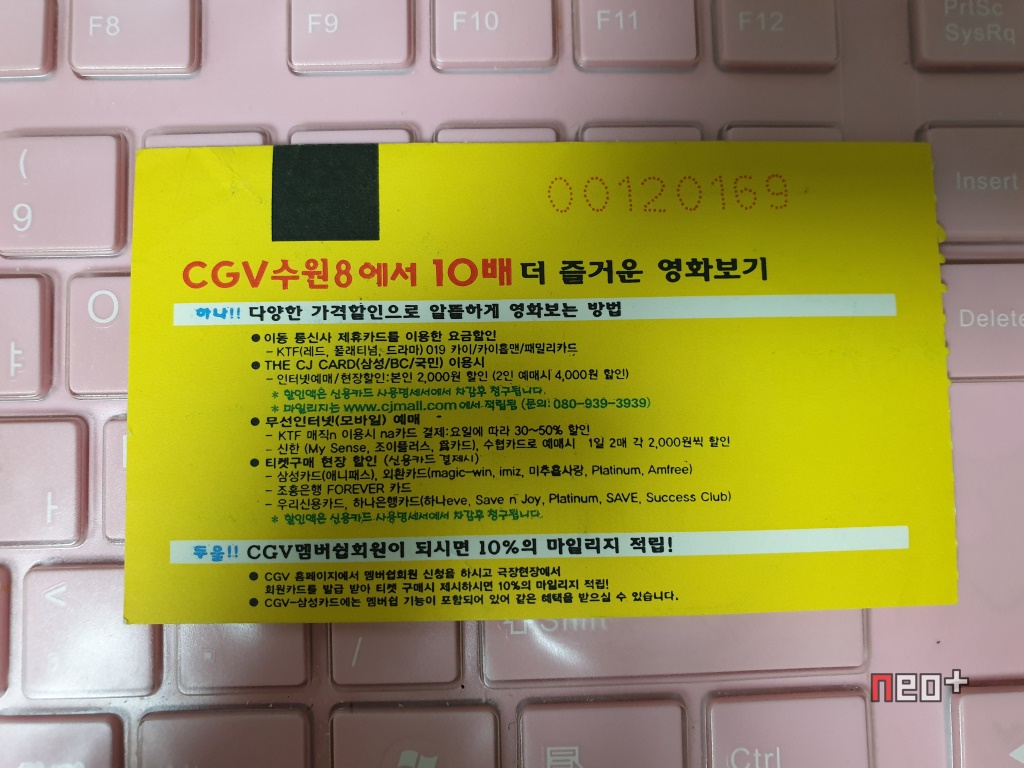 F8
F9
F10
F11
F12
PrtSc
SysRq
(
9
Insert
00120169
CGV수원8에서 10배 더 즐거운 영화보기
O
Delete
하나!! 다양한 가격할인으로 알뜰하게 영화보는 방법
● 이동 통신사 제휴카드를 이용한 요금할인
- KTF(레드, 폴래티넘, 드라마) 019 카이/카이홀맨/패밀리카드
● THE CJ CARD(삼성/BC/국민) 이용시
- 인터넷예매/현장할인:본인 2,000원 할인 (2인 예매시 4,000원 할인)
* 할인액은 신용카드 사용명세서에서 차감후 청구됩니다.
* 마일리지는 www.cjmall.com에서 적립됨 (문의: 080-939-3939)
● 무선인터넷(모바일) 예매
- KTF 매직n 이용시 na카드 결제:요일에 따라 30~50% 할인
- 신한 (My Sense, 조이플러스, 카드), 수협카드로 예매시 1일 2매 각 2,000원씩 할인
● 티켓구매 현장 할인 (신용카드 결제시)
- 삼성카드(애니패스), 외환카드(magic-win, imiz, 미추홀사랑, Platinum, Amfree)
- 조흥은행 FOREVER 카드
- 우리신용카드, 하나은행카드(하나eve, Save n Joy, Platinum, SAVE, Success Club)
* 할인액은 신용카드 사용명세서에서 차감후 청구됩니다.
ㅑ
ㅏ
두울!! CGV멤버쉽회원이 되시면 10%의 마일리지 적립!
● CGV 홈페이지에서 멤버쉽회원 신청을 하시고 극장현장에서
회원카드를 발급 받아 티켓 구매시 제시하시면 10%의 마일리지 적립!
● CGV-삼성카드에는 멤버쉽 기능이 포함되어 있어 같은 혜택을 받으실 수 있습니다.
<
/
Shift
neo+
Ctrl